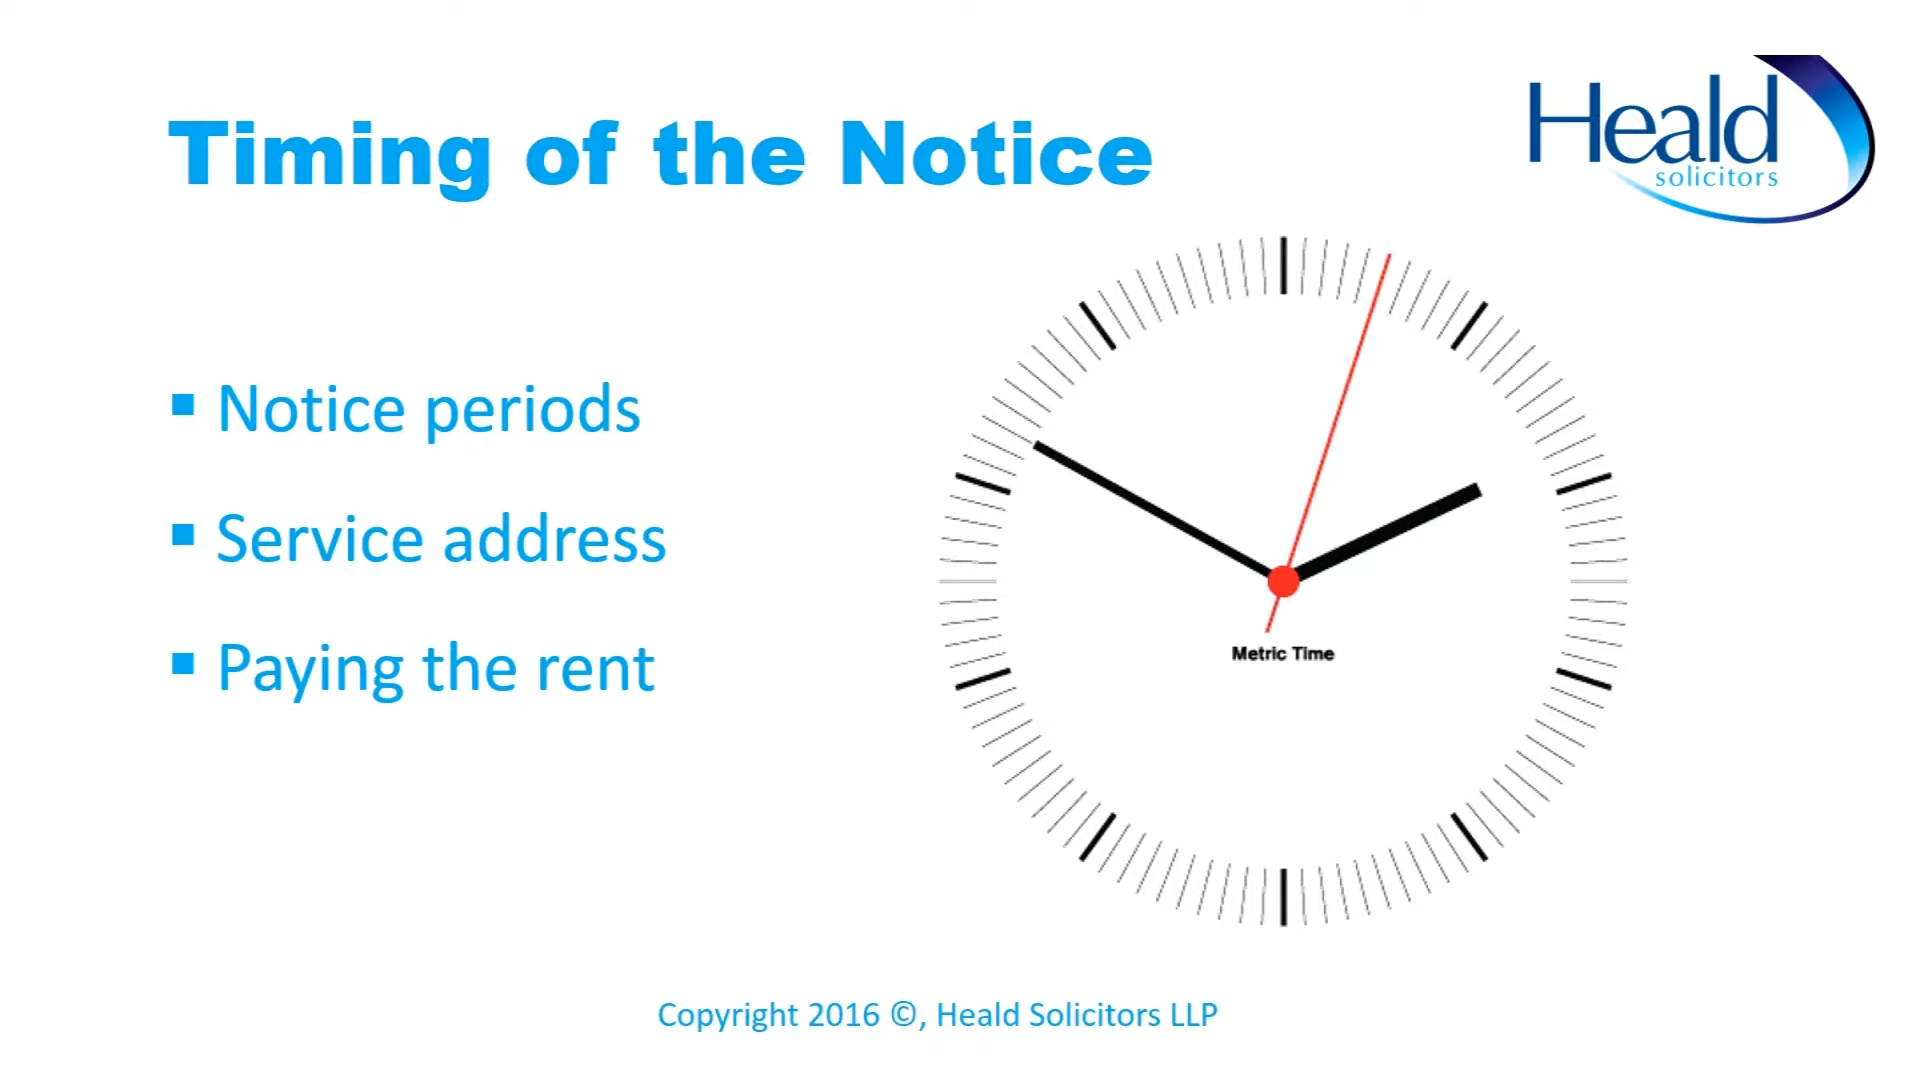 Heald
solicitors
Timing of the Notice
▪ Notice periods
▪ Service address
▪ Paying the rent
Metric Time
Copyright 2016 ©, Heald Solicitors LLP